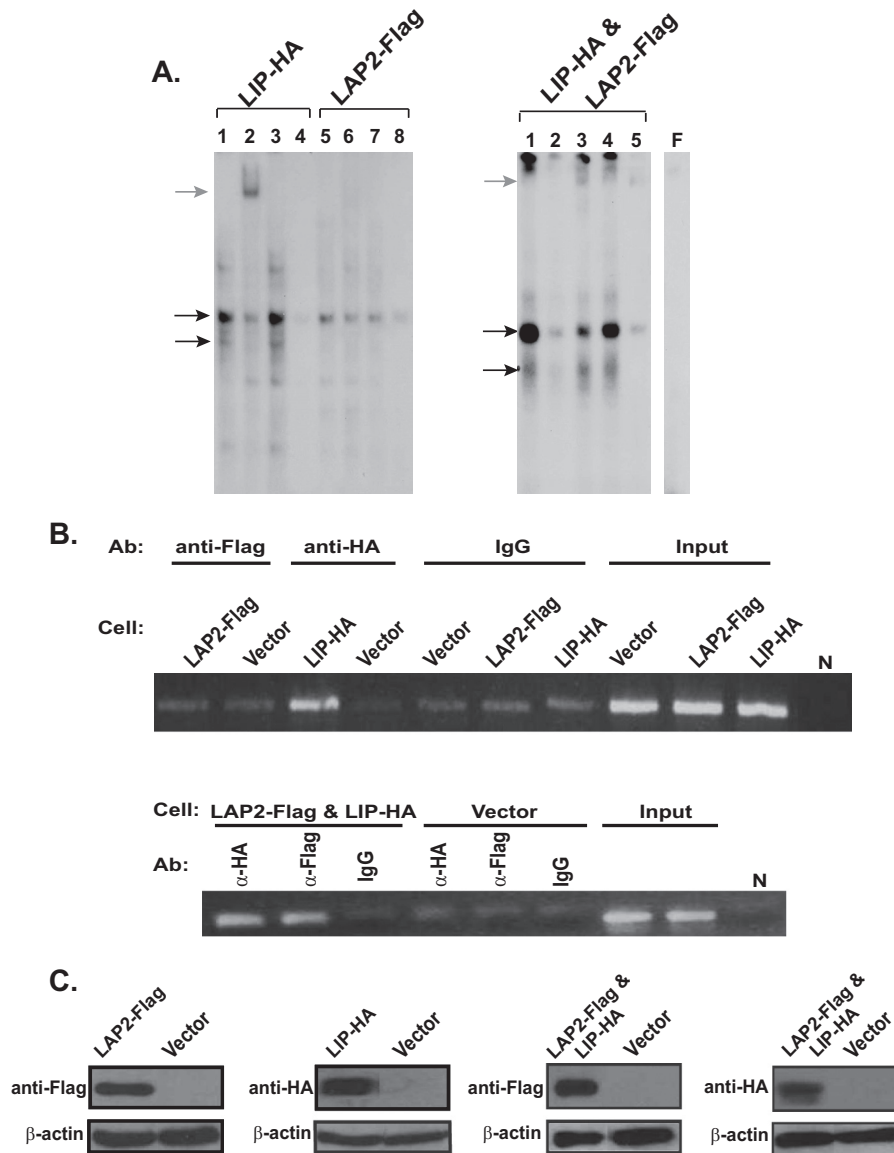 A.
LIP-HA
LAP2-Flag
1 2 3 4 5 6 7 8
LIP-HA &
LAP2-Flag
1 2 3 4 5
F
B.
Ab: anti-Flag anti-HA IgG Input
Cell: LAP2-Flag Vector LIP-HA Vector Vector LAP2-Flag LIP-HA Vector LAP2-Flag LIP-HA N
Cell: LAP2-Flag & LIP-HA Vector Input
Ab: α-HA α-Flag IgG α-HA α-Flag IgG N
C.
LAP2-Flag Vector
anti-Flag
β-actin
LIP-HA Vector
anti-HA
β-actin
LAP2-Flag &
LIP-HA Vector
anti-Flag
β-actin
LAP2-Flag &
LIP-HA Vector
anti-HA
β-actin